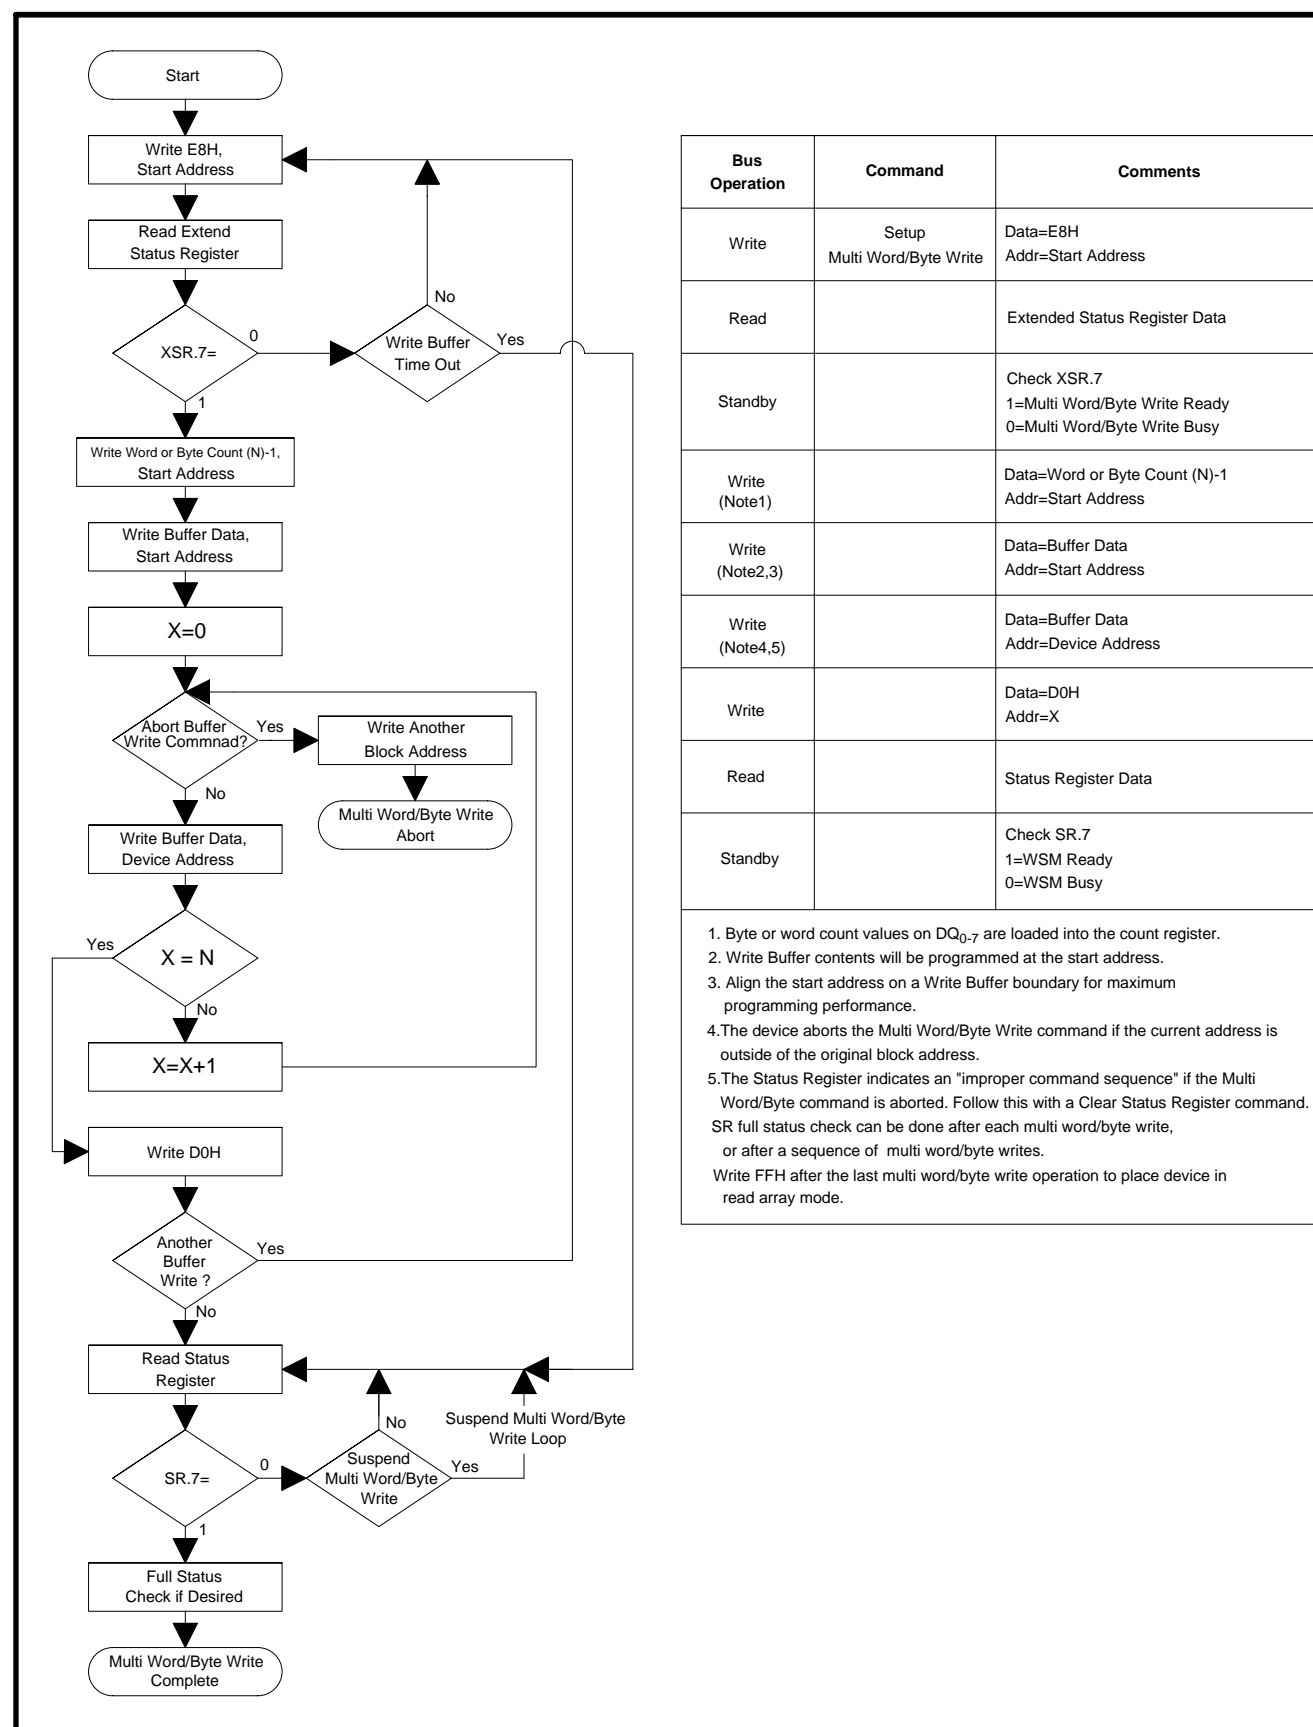 Start
Write E8H,
Start Address
Read Extend
Status Register
No
XSR.7=
0
Write Buffer
Time Out
Yes
1
Write Word or Byte Count (N)-1,
Start Address
Write Buffer Data,
Start Address
X=0
Abort Buffer
Write Commnad?
Yes
Write Another
Block Address
No
Multi Word/Byte Write
Abort
Write Buffer Data,
Device Address
Yes
X = N
No
X=X+1
Write D0H
Another
Buffer
Write ?
Yes
No
Read Status
Register
No
Suspend Multi Word/Byte
Write Loop
SR.7=
0
Suspend
Multi Word/Byte
Write
Yes
1
Full Status
Check if Desired
Multi Word/Byte Write
Complete
Bus
Operation
Command
Comments
Write
Setup
Multi Word/Byte Write
Data=E8H
Addr=Start Address
Read
Extended Status Register Data
Standby
Check XSR.7
1=Multi Word/Byte Write Ready
0=Multi Word/Byte Write Busy
Write
(Note1)
Data=Word or Byte Count (N)-1
Addr=Start Address
Write
(Note2,3)
Data=Buffer Data
Addr=Start Address
Write
(Note4,5)
Data=Buffer Data
Addr=Device Address
Write
Data=D0H
Addr=X
Read
Status Register Data
Standby
Check SR.7
1=WSM Ready
0=WSM Busy
1. Byte or word count values on DQ0-7 are loaded into the count register.
2. Write Buffer contents will be programmed at the start address.
3. Align the start address on a Write Buffer boundary for maximum
programming performance.
4.The device aborts the Multi Word/Byte Write command if the current address is
outside of the original block address.
5.The Status Register indicates an "improper command sequence" if the Multi
Word/Byte command is aborted. Follow this with a Clear Status Register command.
SR full status check can be done after each multi word/byte write,
or after a sequence of multi word/byte writes.
Write FFH after the last multi word/byte write operation to place device in
read array mode.